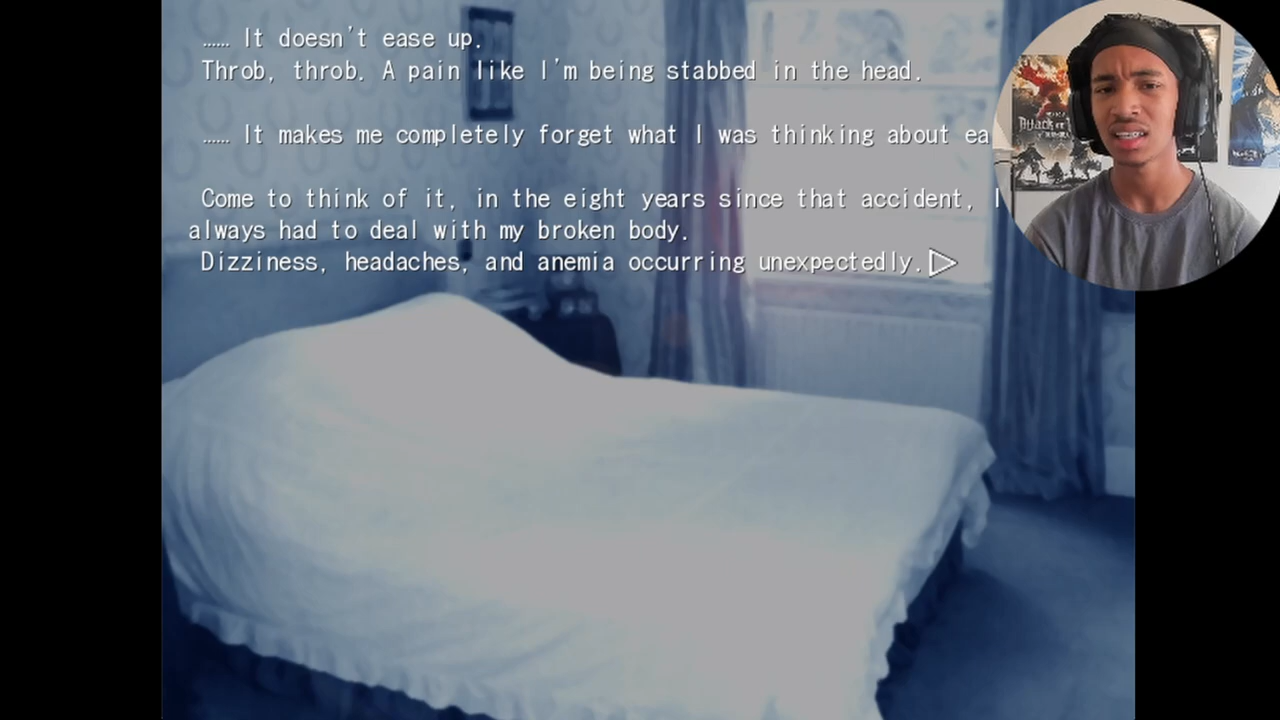 …… It doesn't ease up.
Throb, throb. A pain like I'm being stabbed in the head.
…… It makes me completely forget what I was thinking about ea
Come to think of it, in the eight years since that accident, I
always had to deal with my broken body.
Dizziness, headaches, and anemia occurring unexpectedly.
Attack on